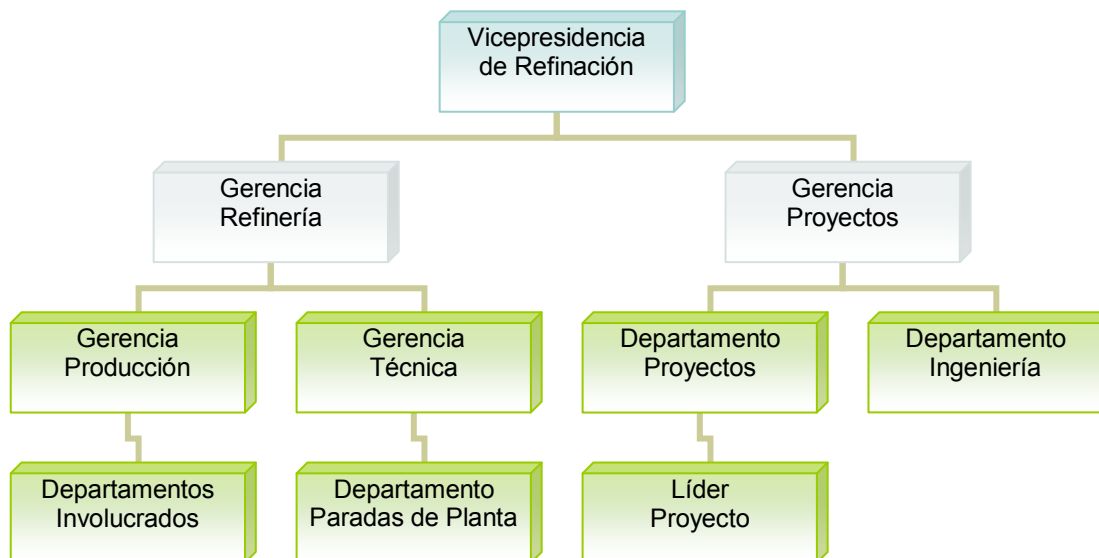 Vicepresidencia
de Refinación
Gerencia
Refinería
Gerencia
Proyectos
Gerencia
Producción
Gerencia
Técnica
Departamento
Proyectos
Departamento
Ingeniería
Departamentos
Involucrados
Departamento
Paradas de Planta
Líder
Proyecto